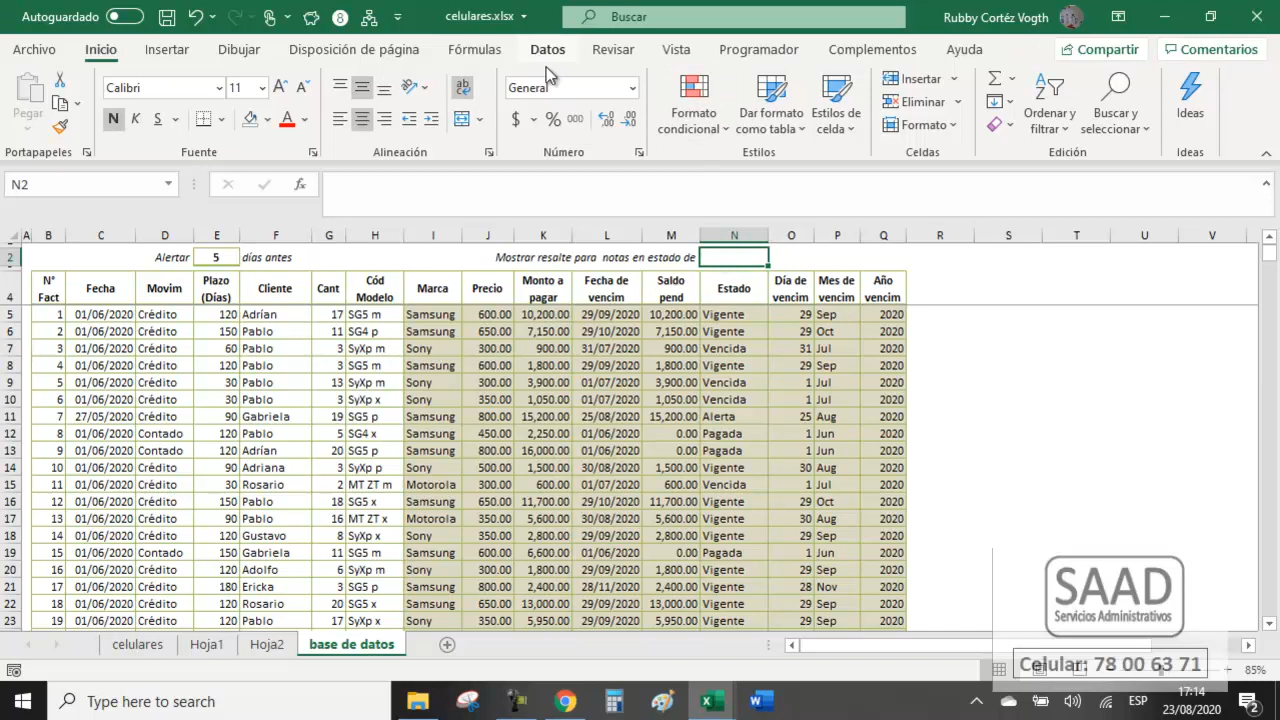 Autoguardado
celulares.xlsx
Buscar
Rubby Cortéz Vogth
Archivo Inicio Insertar Dibujar Disposición de página Fórmulas Datos Revisar Vista Programador Complementos Ayuda Compartir Comentarios
Pegar
Calibri 11
N K S
ab
General
$ % 000
Formato condicional
Dar formato como tabla
Estilos de celda
Insertar
Eliminar
Formato
Ordenar y filtrar
Buscar y seleccionar
Ideas
Portapapeles Fuente Alineación Número Estilos Celdas Edición Ideas
N2 fx
A B C D E F G H I J K L M N O P Q R S T U V
2 Alertar 5 días antes Mostrar resalte para notas en estado de
4 N° Fact Fecha Movim Plazo (Días) Cliente Cant Cód Modelo Marca Precio Monto a pagar Fecha de vencim Saldo pend Estado Día de vencim Mes de vencim Año vencim
5 1 01/06/2020 Crédito 120 Adrían 17 SG5 m Samsung 600.00 10,200.00 29/09/2020 10,200.00 Vigente 29 Sep 2020
6 2 01/06/2020 Crédito 150 Pablo 11 SG4 p Samsung 650.00 7,150.00 29/10/2020 7,150.00 Vigente 29 Oct 2020
7 3 01/06/2020 Crédito 60 Pablo 3 SyXp m Sony 300.00 900.00 31/07/2020 900.00 Vencida 31 Jul 2020
8 4 01/06/2020 Crédito 120 Pablo 3 SG5 m Samsung 600.00 1,800.00 29/09/2020 1,800.00 Vigente 29 Sep 2020
9 5 01/06/2020 Crédito 30 Pablo 13 SyXp m Sony 300.00 3,900.00 01/07/2020 3,900.00 Vencida 1 Jul 2020
10 6 01/06/2020 Crédito 30 Pablo 3 SyXp x Sony 350.00 1,050.00 01/07/2020 1,050.00 Vencida 1 Jul 2020
11 7 27/05/2020 Crédito 90 Gabriela 19 SG5 p Samsung 800.00 15,200.00 25/08/2020 15,200.00 Alerta 25 Aug 2020
12 8 01/06/2020 Contado 120 Pablo 5 SG4 x Samsung 450.00 2,250.00 01/06/2020 0.00 Pagada 1 Jun 2020
13 9 01/06/2020 Contado 120 Adrían 20 SG5 p Samsung 800.00 16,000.00 01/06/2020 0.00 Pagada 1 Jun 2020
14 10 01/06/2020 Crédito 90 Adriana 3 SyXp p Sony 500.00 1,500.00 30/08/2020 1,500.00 Vigente 30 Aug 2020
15 11 01/06/2020 Crédito 30 Rosario 2 MT ZT m Motorola 300.00 600.00 01/07/2020 600.00 Vencida 1 Jul 2020
16 12 01/06/2020 Crédito 150 Pablo 18 SG5 x Samsung 650.00 11,700.00 29/10/2020 11,700.00 Vigente 29 Oct 2020
17 13 01/06/2020 Crédito 90 Pablo 16 MT ZT x Motorola 350.00 5,600.00 30/08/2020 5,600.00 Vigente 30 Aug 2020
18 14 01/06/2020 Crédito 120 Gustavo 8 SyXp x Sony 350.00 2,800.00 29/09/2020 2,800.00 Vigente 29 Sep 2020
19 15 01/06/2020 Contado 150 Gabriela 11 SG5 m Samsung 600.00 6,600.00 01/06/2020 0.00 Pagada 1 Jun 2020
20 16 01/06/2020 Crédito 120 Adolfo 6 SyXp m Sony 300.00 1,800.00 29/09/2020 1,800.00 Vigente 29 Sep 2020
21 17 01/06/2020 Crédito 180 Ericka 3 SG5 p Samsung 800.00 2,400.00 28/11/2020 2,400.00 Vigente 28 Nov 2020
22 18 01/06/2020 Crédito 120 Rosario 20 SG5 x Samsung 650.00 13,000.00 29/09/2020 13,000.00 Vigente 29 Sep 2020
23 19 01/06/2020 Crédito 120 Pablo 17 SyXp x Sony 350.00 5,950.00 29/09/2020 5,950.00 Vigente 29 Sep 2020
SAAD
Servicios Administrativos
Celular: 78 00 63 71
celulares Hoja1 Hoja2 base de datos
85%
Type here to search
ESP
17:14
23/08/2020
2